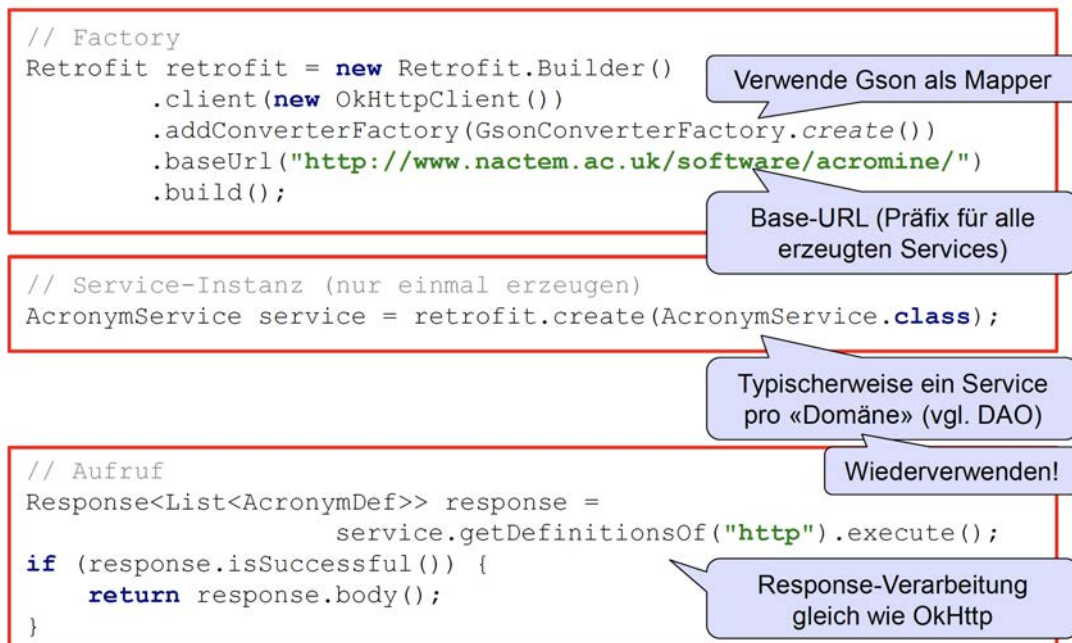 // Factory
Retrofit retrofit = new Retrofit.Builder()
.client(new OkHttpClient())
.addConverterFactory(GsonConverterFactory.create())
.baseUrl("http://www.nactem.ac.uk/software/acromine/")
.build();
Verwende Gson als Mapper
Base-URL (Präfix für alle
erzeugten Services)
// Service-Instanz (nur einmal erzeugen)
AcronymService service = retrofit.create(AcronymService.class);
Typischerweise ein Service
pro «Domäne» (vgl. DAO)
Wiederverwenden!
// Aufruf
Response<List<AcronymDef>> response =
service.getDefinitionsOf("http").execute();
if (response.isSuccessful()) {
return response.body();
}
Response-Verarbeitung
gleich wie OkHttp